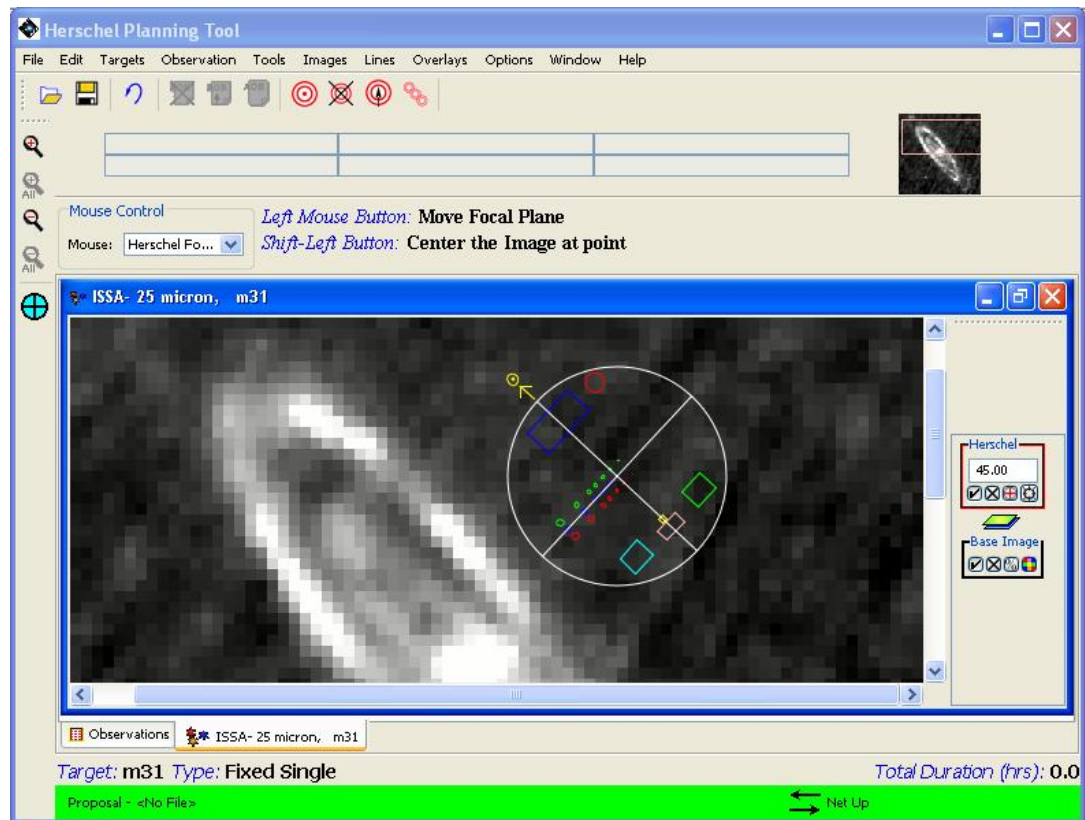 Herschel Planning Tool
File Edit Targets Observation Tools Images Lines Overlays Options Window Help
All
All
Mouse Control
Mouse: Herschel Fo...
Left Mouse Button: Move Focal Plane
Shift-Left Button: Center the Image at point
ISSA- 25 micron, m31
Herschel
45.00
Base Image
Observations ISSA- 25 micron, m31
Target: m31 Type: Fixed Single Total Duration (hrs): 0.0
Proposal - <No File> Net Up